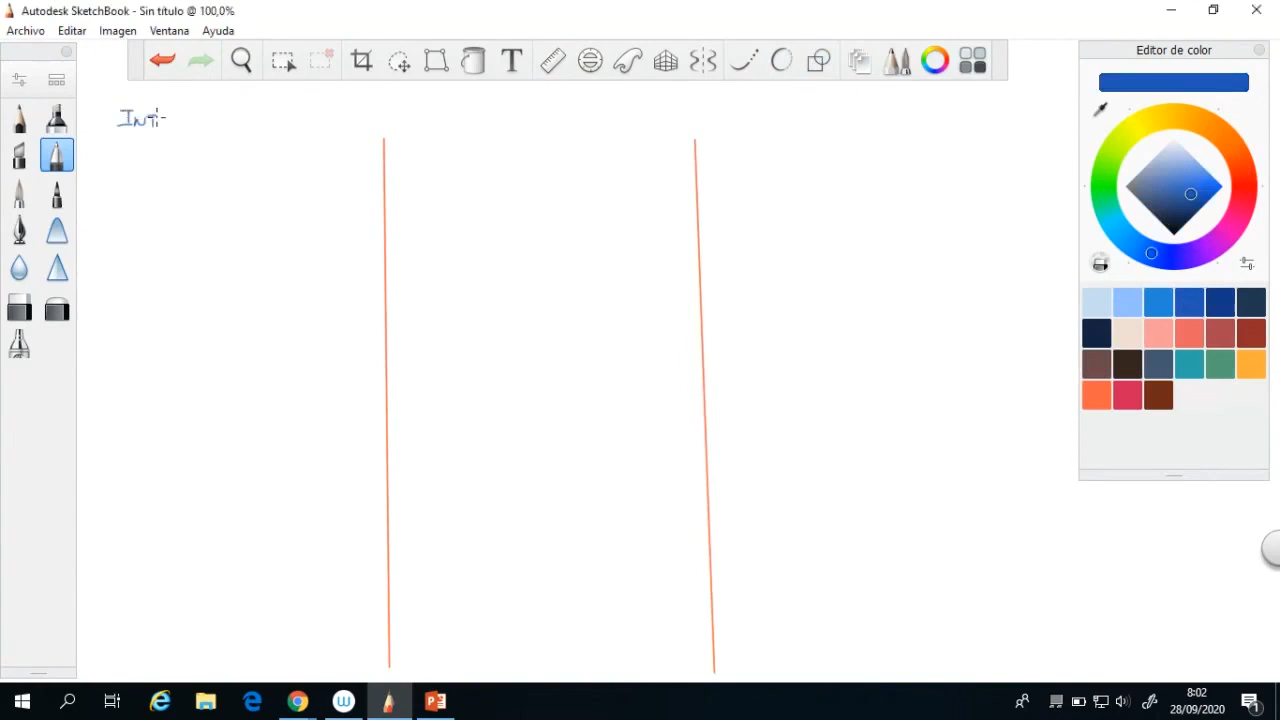 Autodesk SketchBook - Sin título @ 100,0%
Archivo Editar Imagen Ventana Ayuda
T
Editor de color
8:02
28/09/2020
1